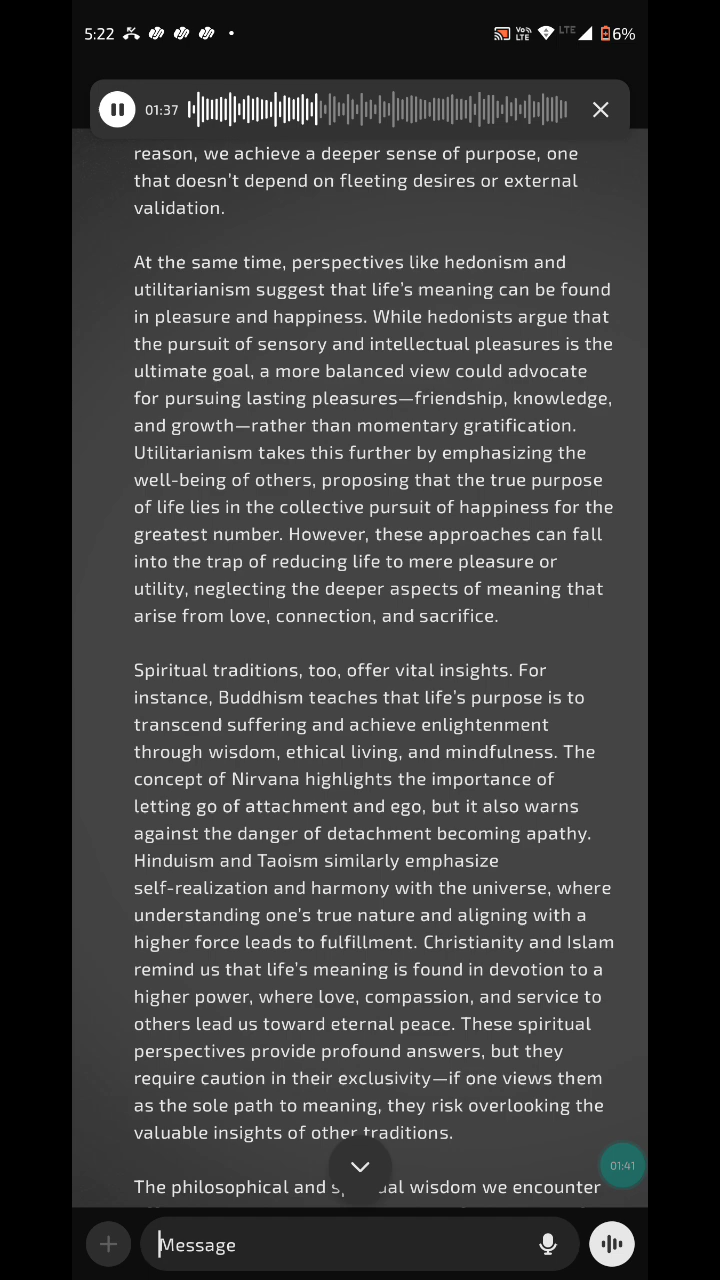 5:22
Vo))
LTE
LTE
6%
01:37
reason, we achieve a deeper sense of purpose, one
that doesn't depend on fleeting desires or external
validation.
At the same time, perspectives like hedonism and
utilitarianism suggest that life's meaning can be found
in pleasure and happiness. While hedonists argue that
the pursuit of sensory and intellectual pleasures is the
ultimate goal, a more balanced view could advocate
for pursuing lasting pleasures—friendship, knowledge,
and growth—rather than momentary gratification.
Utilitarianism takes this further by emphasizing the
well-being of others, proposing that the true purpose
of life lies in the collective pursuit of happiness for the
greatest number. However, these approaches can fall
into the trap of reducing life to mere pleasure or
utility, neglecting the deeper aspects of meaning that
arise from love, connection, and sacrifice.
Spiritual traditions, too, offer vital insights. For
instance, Buddhism teaches that life's purpose is to
transcend suffering and achieve enlightenment
through wisdom, ethical living, and mindfulness. The
concept of Nirvana highlights the importance of
letting go of attachment and ego, but it also warns
against the danger of detachment becoming apathy.
Hinduism and Taoism similarly emphasize
self-realization and harmony with the universe, where
understanding one's true nature and aligning with a
higher force leads to fulfillment. Christianity and Islam
remind us that life's meaning is found in devotion to a
higher power, where love, compassion, and service to
others lead us toward eternal peace. These spiritual
perspectives provide profound answers, but they
require caution in their exclusivity—if one views them
as the sole path to meaning, they risk overlooking the
valuable insights of other traditions.
01:41
The philosophical and wisdom we encounter
Message